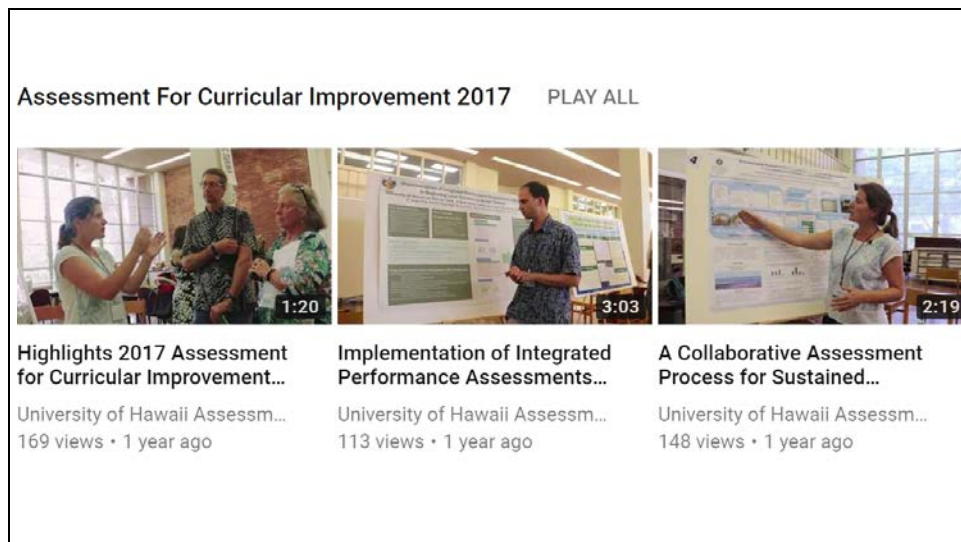 Assessment For Curricular Improvement 2017 PLAY ALL
1:20
3:03
2:19
Highlights 2017 Assessment
for Curricular Improvement...
University of Hawaii Assessm...
169 views • 1 year ago
Implementation of Integrated
Performance Assessments...
University of Hawaii Assessm...
113 views • 1 year ago
A Collaborative Assessment
Process for Sustained...
University of Hawaii Assessm...
148 views • 1 year ago